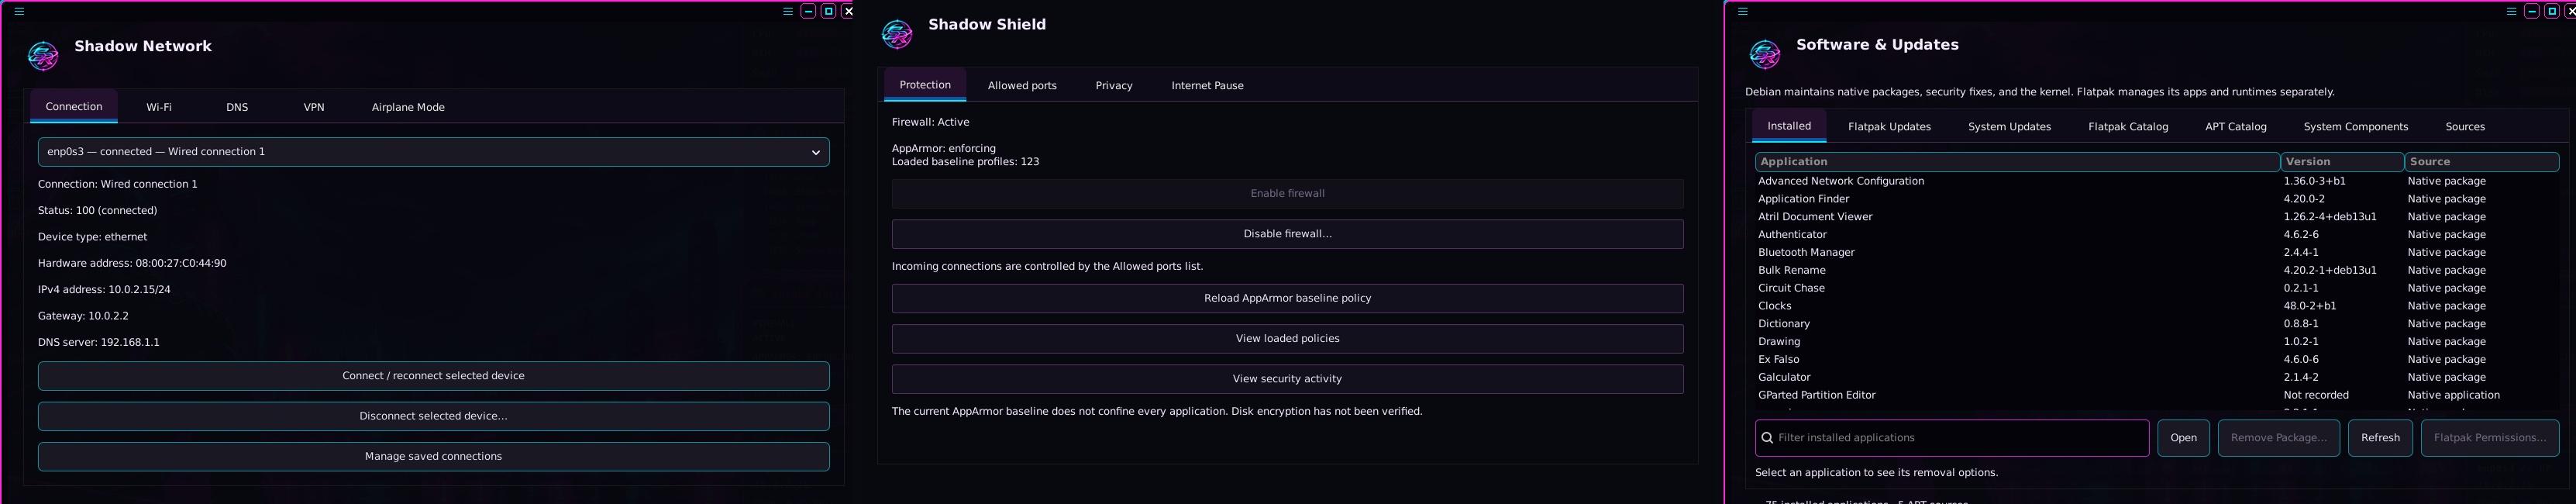 Shadow Network
Connection Wi-Fi DNS VPN Airplane Mode
enp0s3 — connected — Wired connection 1
Connection: Wired connection 1
Status: 100 (connected)
Device type: ethernet
Hardware address: 08:00:27:C0:44:90
IPv4 address: 10.0.2.15/24
Gateway: 10.0.2.2
DNS server: 192.168.1.1
Connect / reconnect selected device
Disconnect selected device...
Manage saved connections
Shadow Shield
Protection Allowed ports Privacy Internet Pause
Firewall: Active
AppArmor: enforcing
Loaded baseline profiles: 123
Enable firewall
Disable firewall...
Incoming connections are controlled by the Allowed ports list.
Reload AppArmor baseline policy
View loaded policies
View security activity
The current AppArmor baseline does not confine every application. Disk encryption has not been verified.
Software & Updates
Debian maintains native packages, security fixes, and the kernel. Flatpak manages its apps and runtimes separately.
Installed Flatpak Updates System Updates Flatpak Catalog APT Catalog System Components Sources
Application Version Source
Advanced Network Configuration 1.36.0-3+b1 Native package
Application Finder 4.20.0-2 Native package
Atril Document Viewer 1.26.2-4+deb13u1 Native package
Authenticator 4.6.2-6 Native package
Bluetooth Manager 2.4.4-1 Native package
Bulk Rename 4.20.2-1+deb13u1 Native package
Circuit Chase 0.2.1-1 Native package
Clocks 48.0-2+b1 Native package
Dictionary 0.8.8-1 Native package
Drawing 1.0.2-1 Native package
Ex Falso 4.6.0-6 Native package
Galculator 2.1.4-2 Native package
GParted Partition Editor Not recorded Native application
Filter installed applications Open Remove Package... Refresh Flatpak Permissions...
Select an application to see its removal options.
75 installed applications